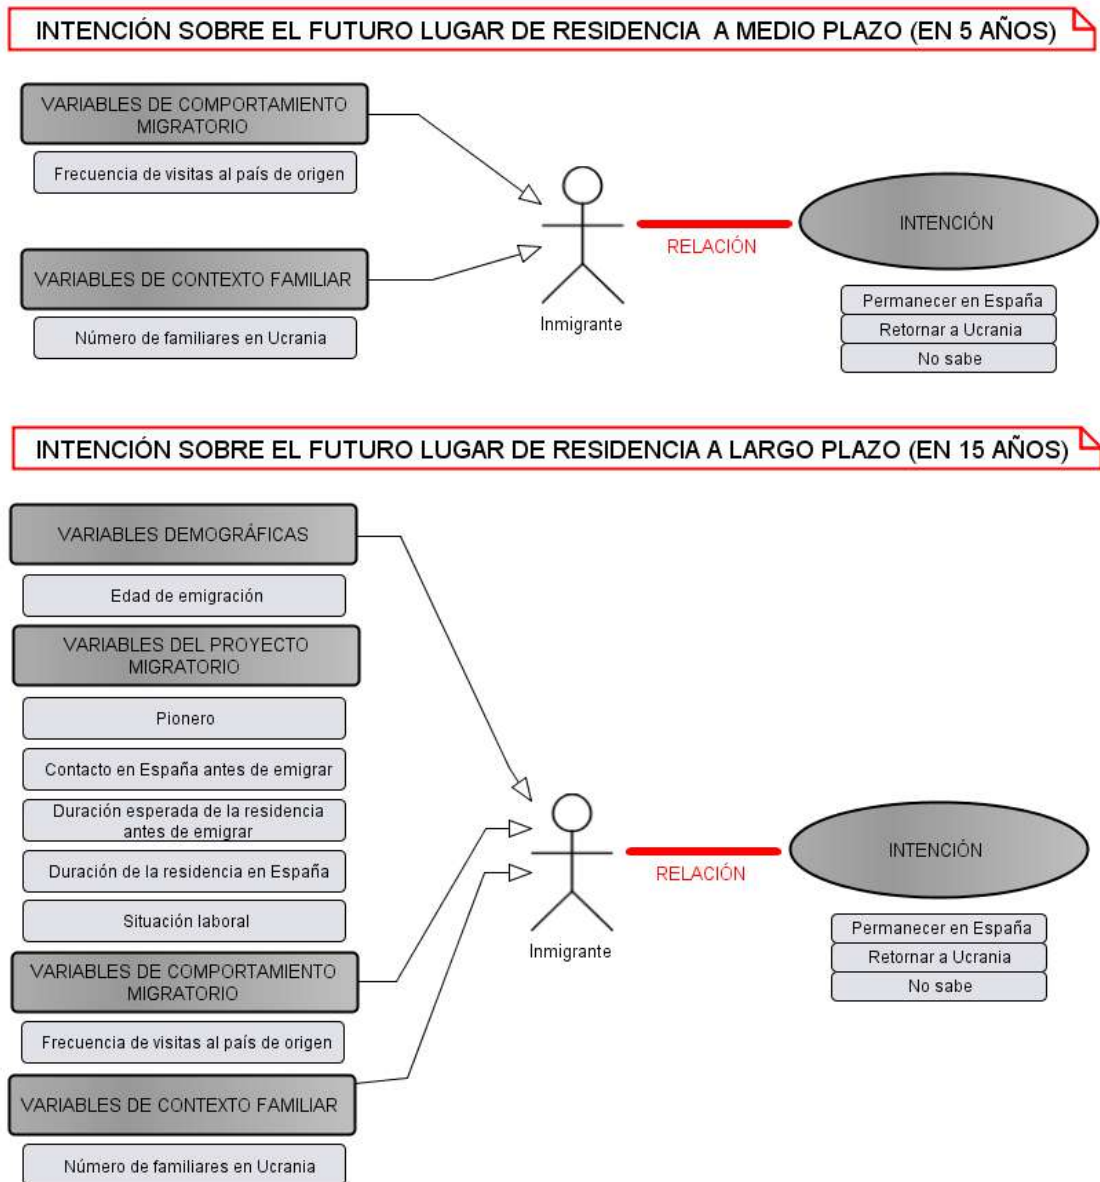 INTENCIÓN SOBRE EL FUTURO LUGAR DE RESIDENCIA A MEDIO PLAZO (EN 5 AÑOS)
VARIABLES DE COMPORTAMIENTO
MIGRATORIO
Frecuencia de visitas al país de origen
VARIABLES DE CONTEXTO FAMILIAR
Número de familiares en Ucrania
Inmigrante
RELACIÓN
INTENCIÓN
Permanecer en España
Retornar a Ucrania
No sabe
INTENCIÓN SOBRE EL FUTURO LUGAR DE RESIDENCIA A LARGO PLAZO (EN 15 AÑOS)
VARIABLES DEMOGRÁFICAS
Edad de emigración
VARIABLES DEL PROYECTO
MIGRATORIO
Pionero
Contacto en España antes de emigrar
Duración esperada de la residencia
antes de emigrar
Duración de la residencia en España
Situación laboral
VARIABLES DE COMPORTAMIENTO
MIGRATORIO
Frecuencia de visitas al país de origen
VARIABLES DE CONTEXTO FAMILIAR
Número de familiares en Ucrania
Inmigrante
RELACIÓN
INTENCIÓN
Permanecer en España
Retornar a Ucrania
No sabe